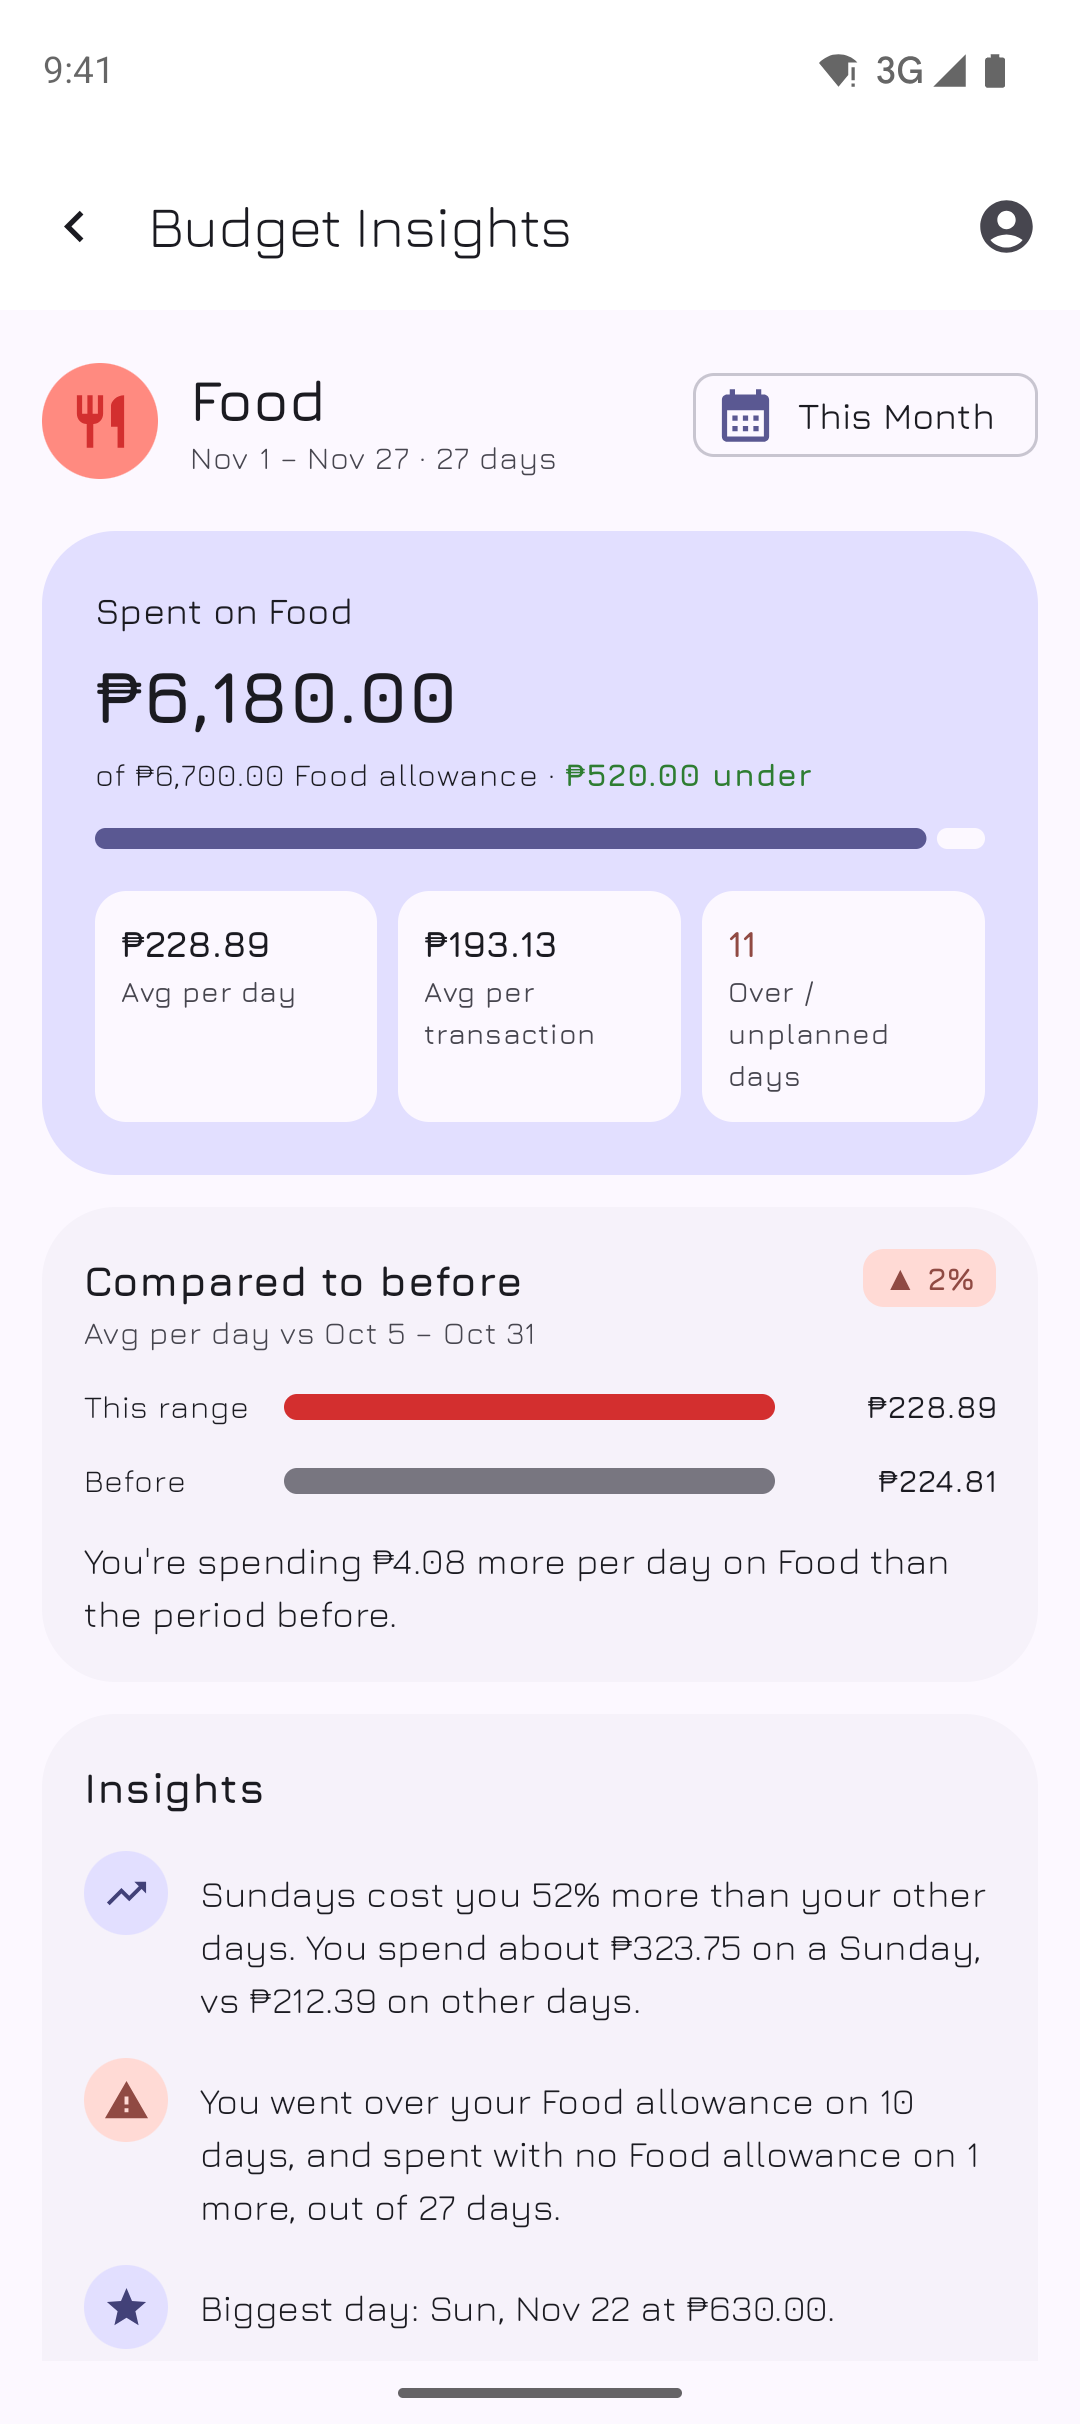 9:41
3G
Budget Insights
Food
Nov 1 – Nov 27 · 27 days
This Month
Spent on Food
₱6,180.00
of ₱6,700.00 Food allowance · ₱520.00 under
₱228.89
Avg per day
₱193.13
Avg per
transaction
11
Over /
unplanned
days
Compared to before
▲ 2%
Avg per day vs Oct 5 – Oct 31
This range
₱228.89
Before
₱224.81
You're spending ₱4.08 more per day on Food than
the period before.
Insights
Sundays cost you 52% more than your other
days. You spend about ₱323.75 on a Sunday,
vs ₱212.39 on other days.
You went over your Food allowance on 10
days, and spent with no Food allowance on 1
more, out of 27 days.
Biggest day: Sun, Nov 22 at ₱630.00.